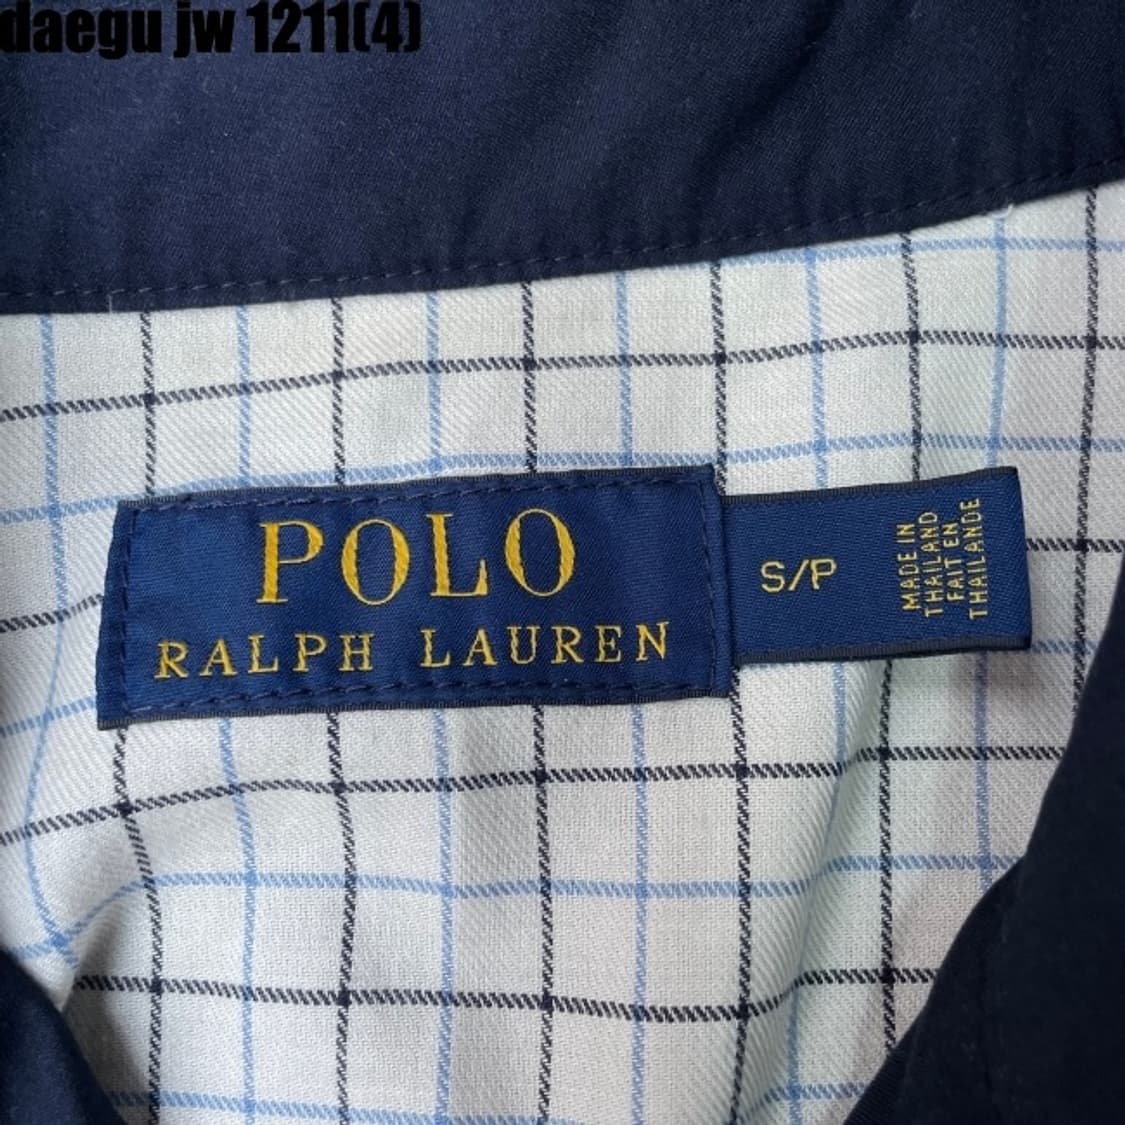 daegu jw 1211(4)
POLO
RALPH LAUREN
S/P
MADE IN
THAILAND
FAIT EN
THAILANDE